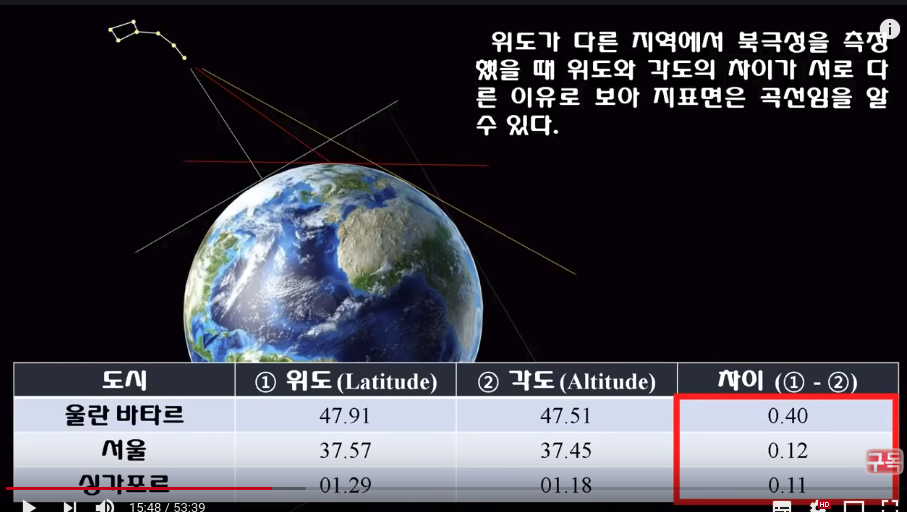 위도가 다른 지역에서 북극성을 측정
했을 때 위도와 각도의 차이가 서로 다
른 이유로 보아 지표면은 곡선임을 알
수 있다.
도시 ① 위도(Latitude) ② 각도(Altitude) 차이 (① - ②)
울란 바타르 47.91 47.51 0.40
서울 37.57 37.45 0.12
구독
싱가포르 01.29 01.18 0.11
15:48 / 53:39 HD